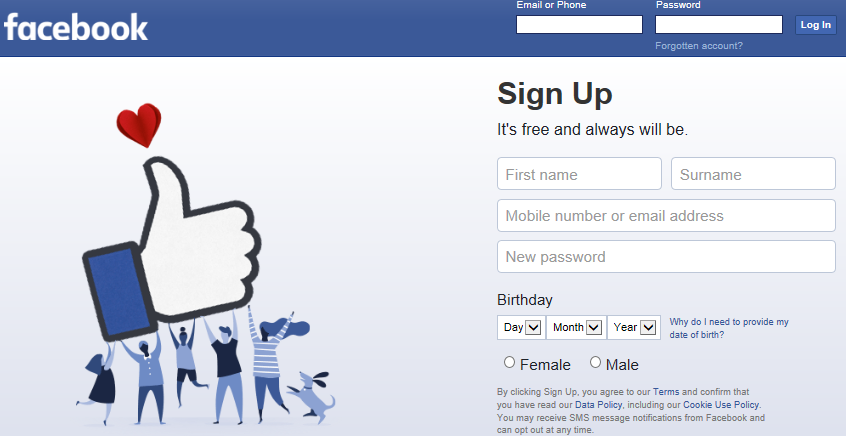 facebook
Email or Phone
Password
Log In
Forgotten account?
Sign Up
It's free and always will be.
First name
Surname
Mobile number or email address
New password
Birthday
Day
Month
Year
Why do I need to provide my
date of birth?
Female
Male
By clicking Sign Up, you agree to our Terms and confirm that
you have read our Data Policy, including our Cookie Use Policy.
You may receive SMS message notifications from Facebook and
can opt out at any time.